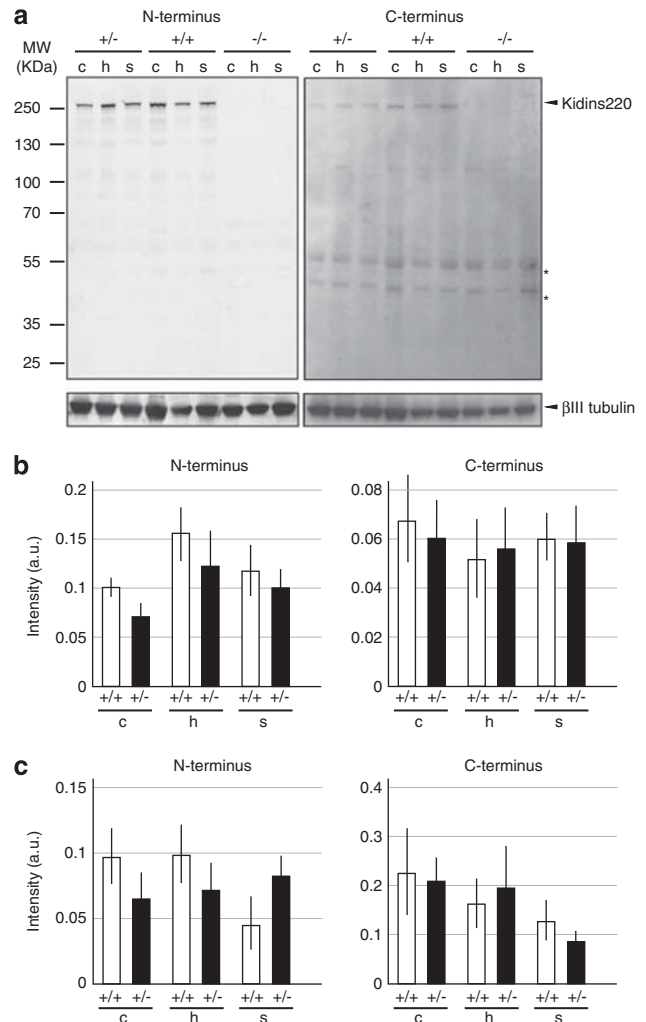 a
N-terminus C-terminus
MW (KDa)
+/- +/+ -/- +/- +/+ -/-
c h s c h s c h s c h s c h s c h s
250
130
100
70
55
35
25
Kidins220
*
*
βIII tubulin
b
N-terminus
Intensity (a.u.)
0.2
0.15
0.1
0.05
0
+/+ +/- +/+ +/- +/+ +/-
c h s
C-terminus
0.08
0.06
0.04
0.02
0
+/+ +/- +/+ +/- +/+ +/-
c h s
c
N-terminus
Intensity (a.u.)
0.15
0.1
0.05
0
+/+ +/- +/+ +/- +/+ +/-
c h s
C-terminus
0.4
0.3
0.2
0.1
0
+/+ +/- +/+ +/- +/+ +/-
c h s